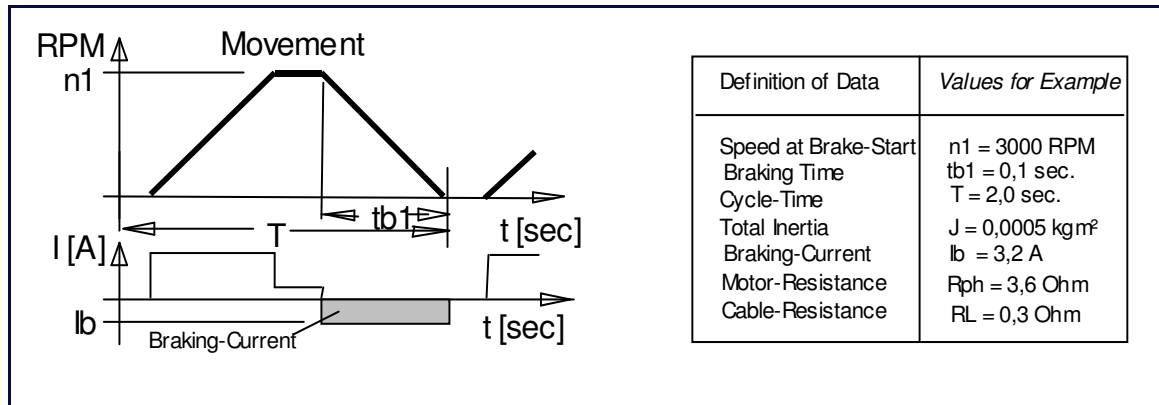 Movement
RPM
n1
tb1
T
t [sec]
I [A]
Ib
Braking-Current
t [sec]
Definition of Data Values for Example
Speed at Brake-Start n1 = 3000 RPM
Braking Time tb1 = 0,1 sec.
Cycle-Time T = 2,0 sec.
Total Inertia J = 0,0005 kgm²
Braking-Current Ib = 3,2 A
Motor-Resistance Rph = 3,6 Ohm
Cable-Resistance RL = 0,3 Ohm